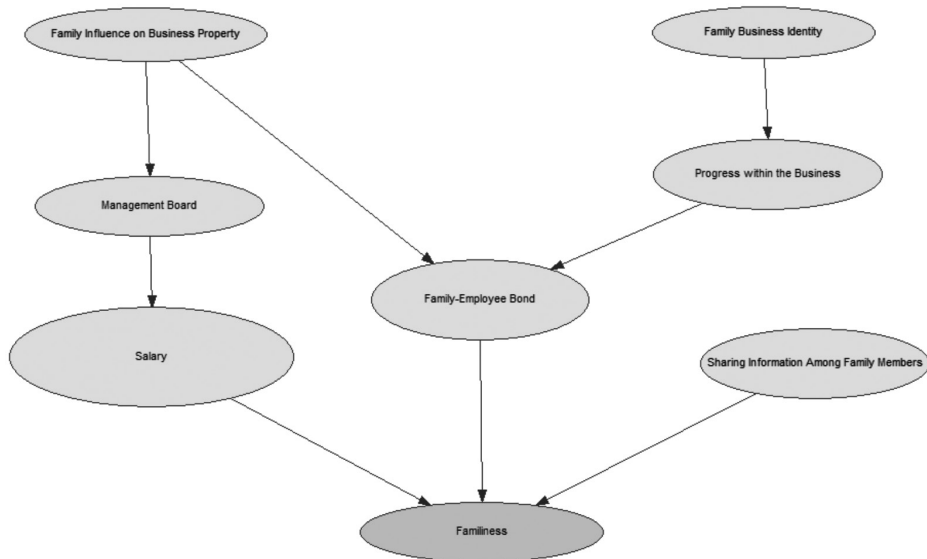 Family Influence on Business Property
Family Business Identity
Progress within the Business
Management Board
Family-Employee Bond
Salary
Sharing Information Among Family Members
Familiness